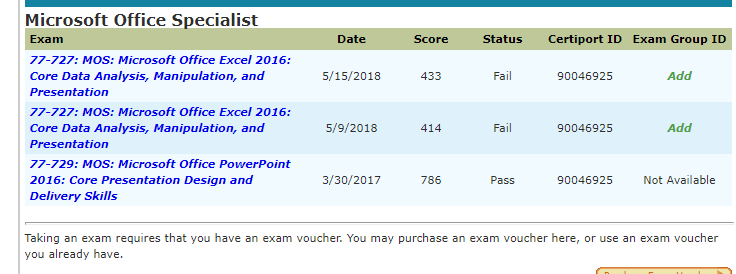 Microsoft Office Specialist
Exam Date Score Status Certiport ID Exam Group ID
77-727: MOS: Microsoft Office Excel 2016:
Core Data Analysis, Manipulation, and 5/15/2018 433 Fail 90046925 Add
Presentation
77-727: MOS: Microsoft Office Excel 2016:
Core Data Analysis, Manipulation, and 5/9/2018 414 Fail 90046925 Add
Presentation
77-729: MOS: Microsoft Office PowerPoint
2016: Core Presentation Design and 3/30/2017 786 Pass 90046925 Not Available
Delivery Skills
Taking an exam requires that you have an exam voucher. You may purchase an exam voucher here, or use an exam voucher
you already have.